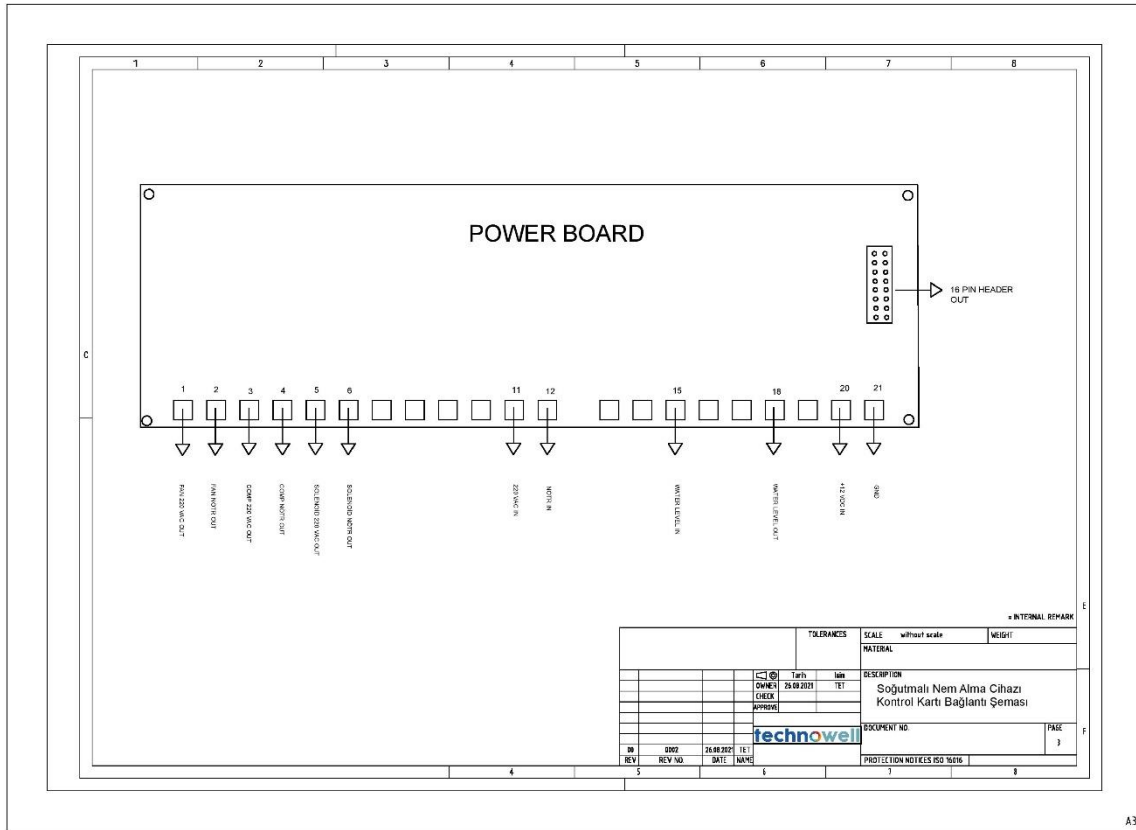 1 2 3 4 5 6 7 8
POWER BOARD
16 PIN HEADER
OUT
C
1 2 3 4 5 6 11 12 15 18 20 21
FAN 220 VAC OUT
FAN NOTR OUT
COMP 220 VAC OUT
COMP NOTR OUT
SOLENOID 220 VAC OUT
SOLENOID NOTR OUT
220 VAC IN
NOTR IN
WATER LEVEL IN
WATER LEVEL OUT
+12 VDC IN
GND
E
= INTERNAL REMARK
TOLERANCES SCALE without scale WEIGHT
MATERIAL
Tarih İsim DESCRIPTION
OWNER 26.08.2021 TET
Soğutmalı Nem Alma Cihazı
CHECK
Kontrol Kartı Bağlantı Şeması
APPROVE
technowell
DOCUMENT NO. PAGE
3
F
00 0002 26.08.2021 TET
REV REV NO. DATE NAME
PROTECTION NOTICES ISO 16016
4 5 6 7 8
A3